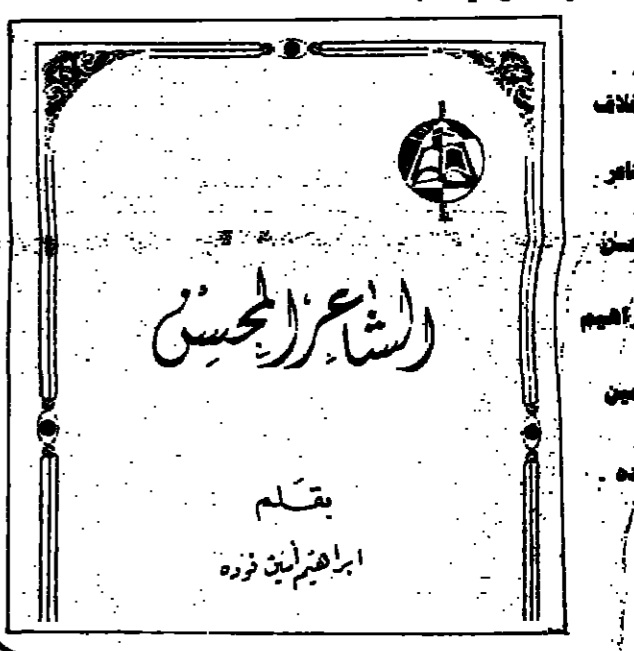 الشاعر المحسن
بقلم
ابراهيم أمين فوده